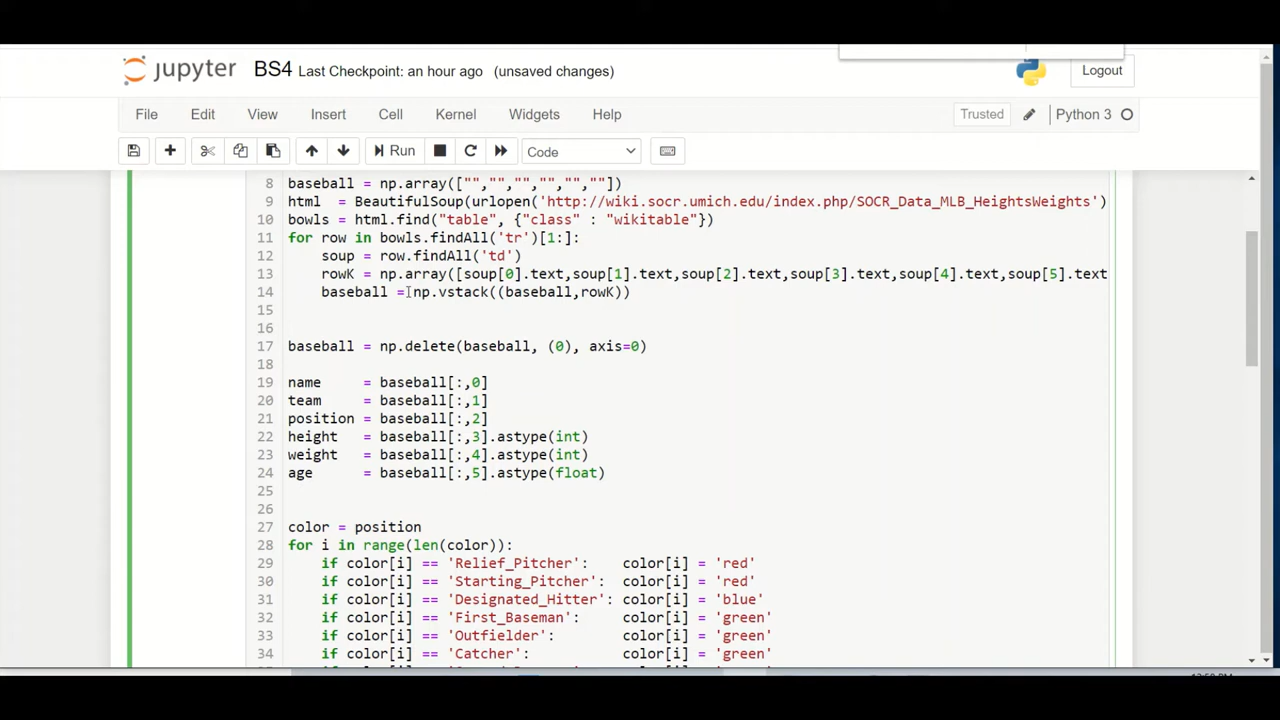 jupyter BS4 Last Checkpoint: an hour ago (unsaved changes) Logout
File Edit View Insert Cell Kernel Widgets Help Trusted Python 3
Run Code
8 baseball = np.array(["","","","","",""])
9 html  = BeautifulSoup(urlopen('http://wiki.socr.umich.edu/index.php/SOCR_Data_MLB_HeightsWeights')
10 bowls = html.find("table", {"class" : "wikitable"})
11 for row in bowls.findAll('tr')[1:]:
12     soup = row.findAll('td')
13     rowK = np.array([soup[0].text,soup[1].text,soup[2].text,soup[3].text,soup[4].text,soup[5].text
14     baseball =np.vstack((baseball,rowK))
15
16
17 baseball = np.delete(baseball, (0), axis=0)
18
19 name     = baseball[:,0]
20 team     = baseball[:,1]
21 position = baseball[:,2]
22 height   = baseball[:,3].astype(int)
23 weight   = baseball[:,4].astype(int)
24 age      = baseball[:,5].astype(float)
25
26
27 color = position
28 for i in range(len(color)):
29     if color[i] == 'Relief_Pitcher':     color[i] = 'red'
30     if color[i] == 'Starting_Pitcher':   color[i] = 'red'
31     if color[i] == 'Designated_Hitter':  color[i] = 'blue'
32     if color[i] == 'First_Baseman':      color[i] = 'green'
33     if color[i] == 'Outfielder':         color[i] = 'green'
34     if color[i] == 'Catcher':            color[i] = 'green'